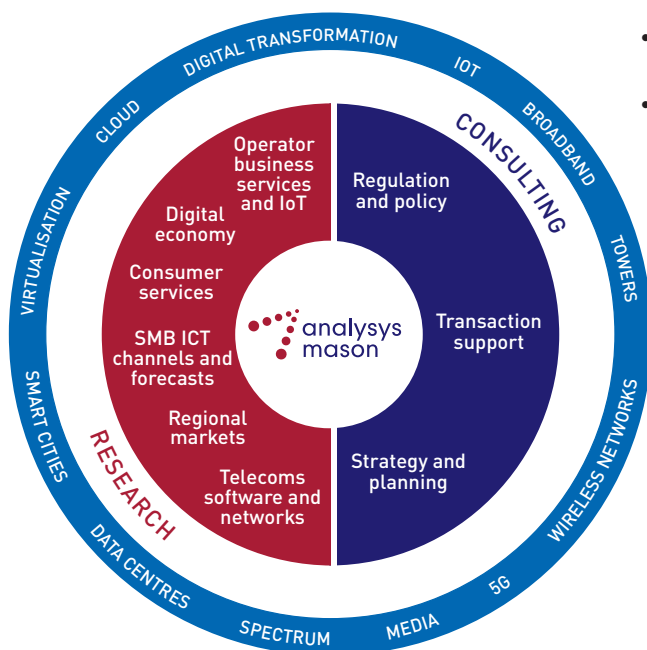 DIGITAL TRANSFORMATION
IOT
BROADBAND
TOWERS
WIRELESS NETWORKS
5G
MEDIA
SPECTRUM
DATA CENTRES
SMART CITIES
VIRTUALISATION
CLOUD
CONSULTING
Regulation
and policy
Transaction
support
Strategy and
planning
RESEARCH
Operator
business
services
and IoT
Digital
economy
Consumer
services
SMB ICT
channels and
forecasts
Regional
markets
Telecoms
software and
networks
analysys
mason